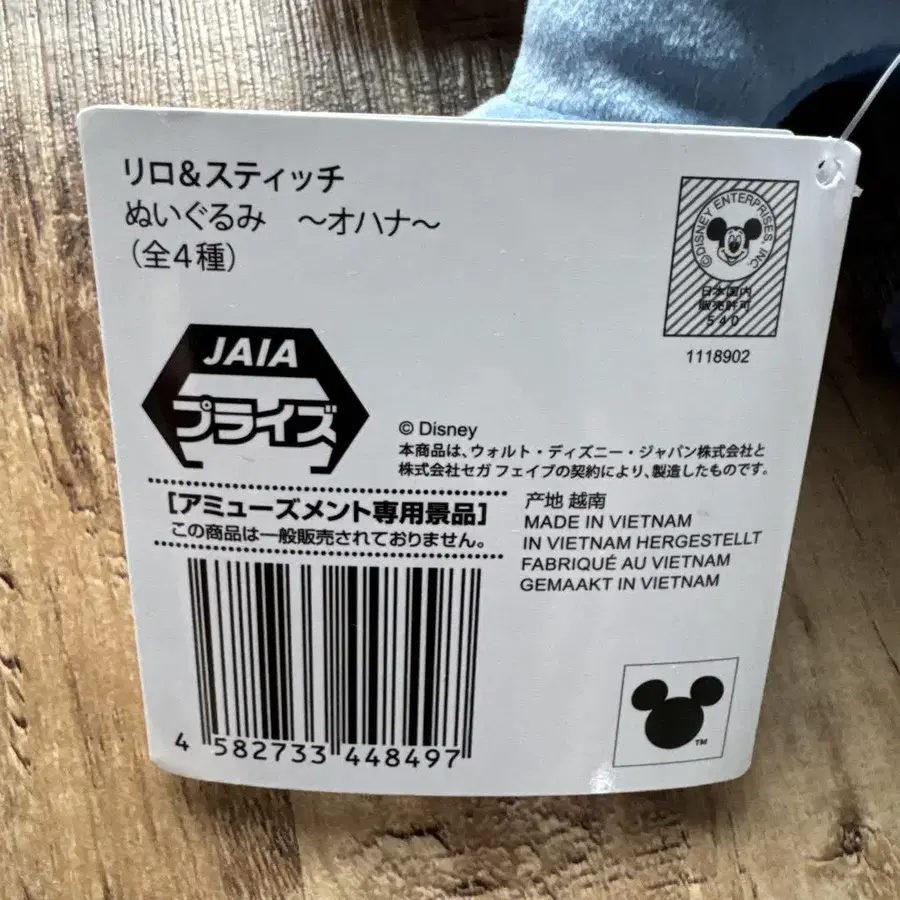 リロ&スティッチ
ぬいぐるみ ～オハナ～
(全4種)
©DISNEY ENTERPRISES, INC.
日本国内
販売許可
540
1118902
JAIA
プライズ
© Disney
本商品は、ウォルト・ディズニー・ジャパン株式会社と
株式会社セガ フェイブの契約により、製造したものです。
[アミューズメント専用景品]
この商品は一般販売されておりません。
产地 越南
MADE IN VIETNAM
IN VIETNAM HERGESTELLT
FABRIQUÉ AU VIETNAM
GEMAAKT IN VIETNAM
4 582733 448497
TM